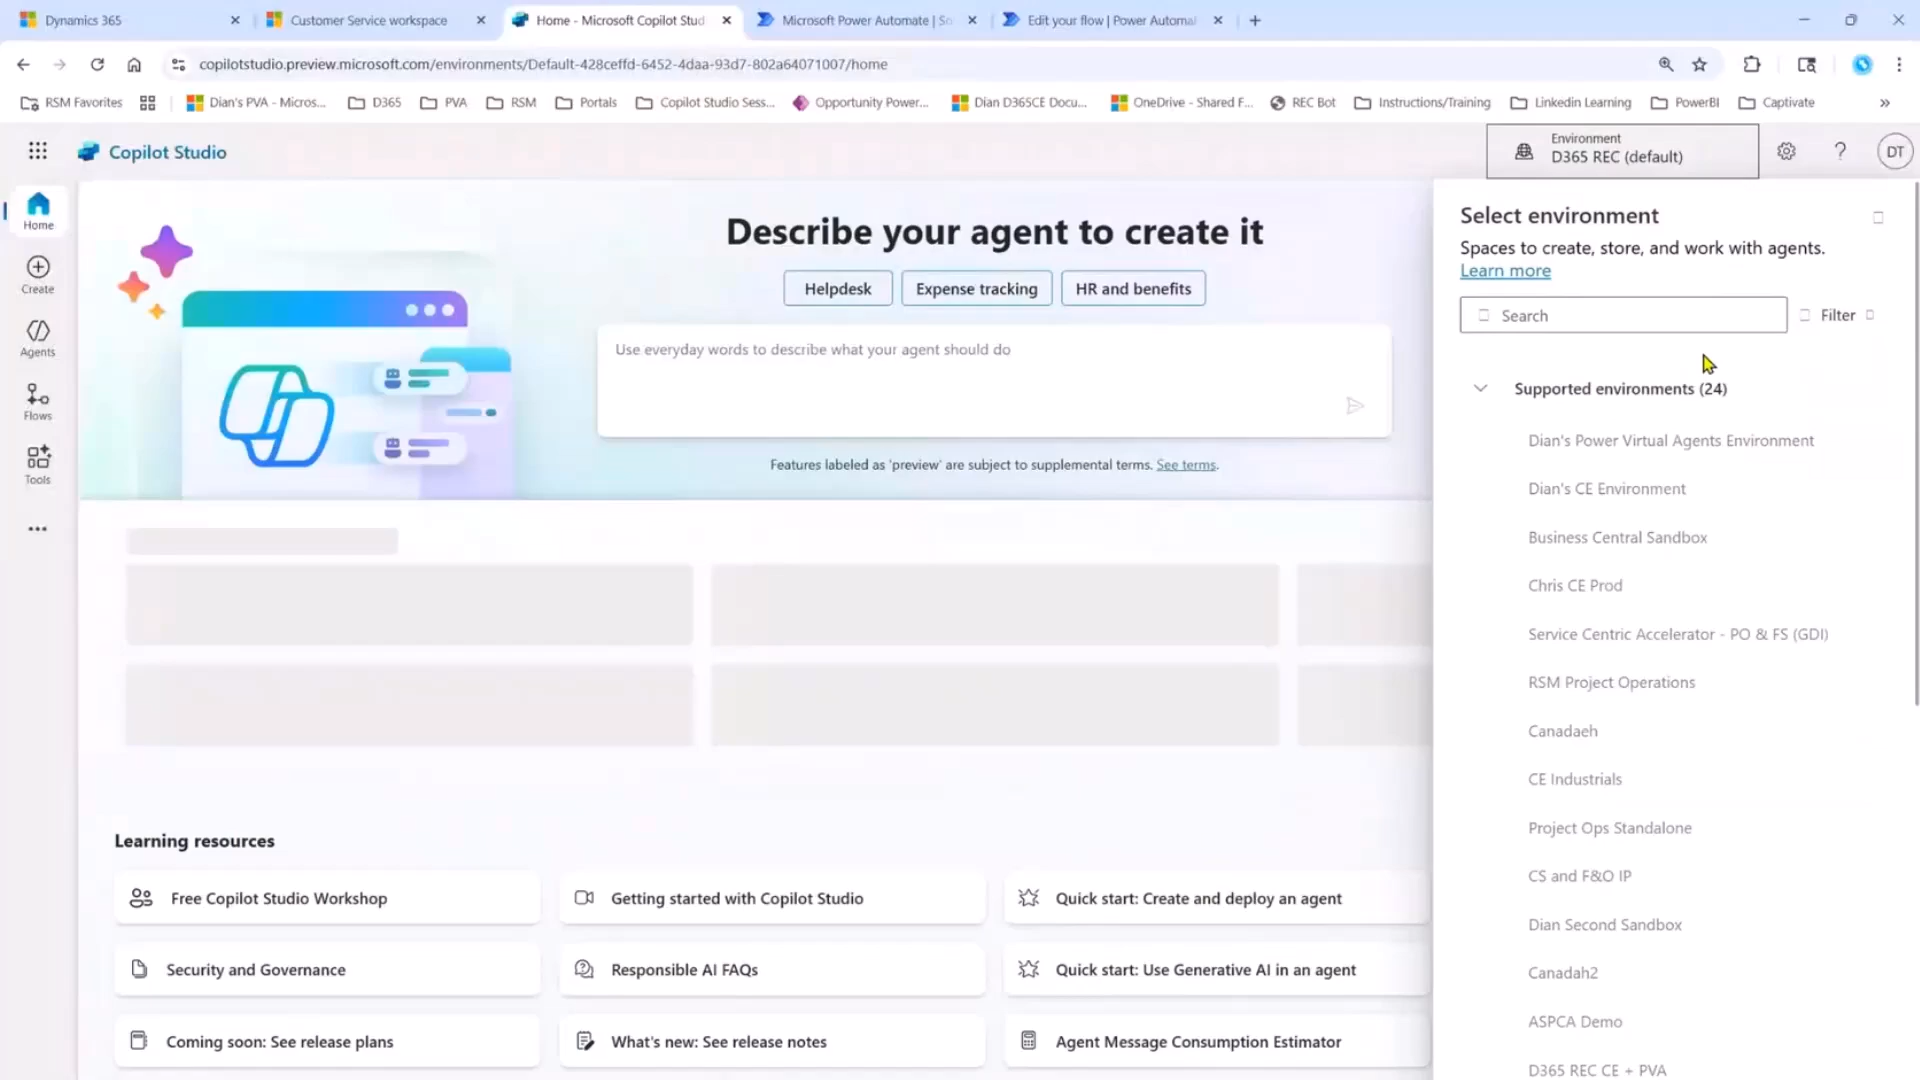 Dynamics 365
Customer Service workspace
Home - Microsoft Copilot Stud
Microsoft Power Automate | So
Edit your flow | Power Automat
copilotstudio.preview.microsoft.com/environments/Default-428ceffd-6452-4daa-93d7-802a64071007/home
RSM Favorites
Dian's PVA - Micros...
D365
PVA
RSM
Portals
Copilot Studio Sess...
Opportunity Power...
Dian D365CE Docu...
OneDrive - Shared F...
REC Bot
Instructions/Training
Linkedin Learning
PowerBI
Captivate
Copilot Studio
Environment
D365 REC (default)
DT
Home
Create
Agents
Flows
Tools
Describe your agent to create it
Helpdesk
Expense tracking
HR and benefits
Use everyday words to describe what your agent should do
Features labeled as 'preview' are subject to supplemental terms. See terms.
Learning resources
Free Copilot Studio Workshop
Getting started with Copilot Studio
Quick start: Create and deploy an agent
Security and Governance
Responsible AI FAQs
Quick start: Use Generative AI in an agent
Coming soon: See release plans
What's new: See release notes
Agent Message Consumption Estimator
Select environment
Spaces to create, store, and work with agents.
Learn more
Search
Filter
Supported environments (24)
Dian's Power Virtual Agents Environment
Dian's CE Environment
Business Central Sandbox
Chris CE Prod
Service Centric Accelerator - PO & FS (GDI)
RSM Project Operations
Canadaeh
CE Industrials
Project Ops Standalone
CS and F&O IP
Dian Second Sandbox
Canadah2
ASPCA Demo
D365 REC CE + PVA